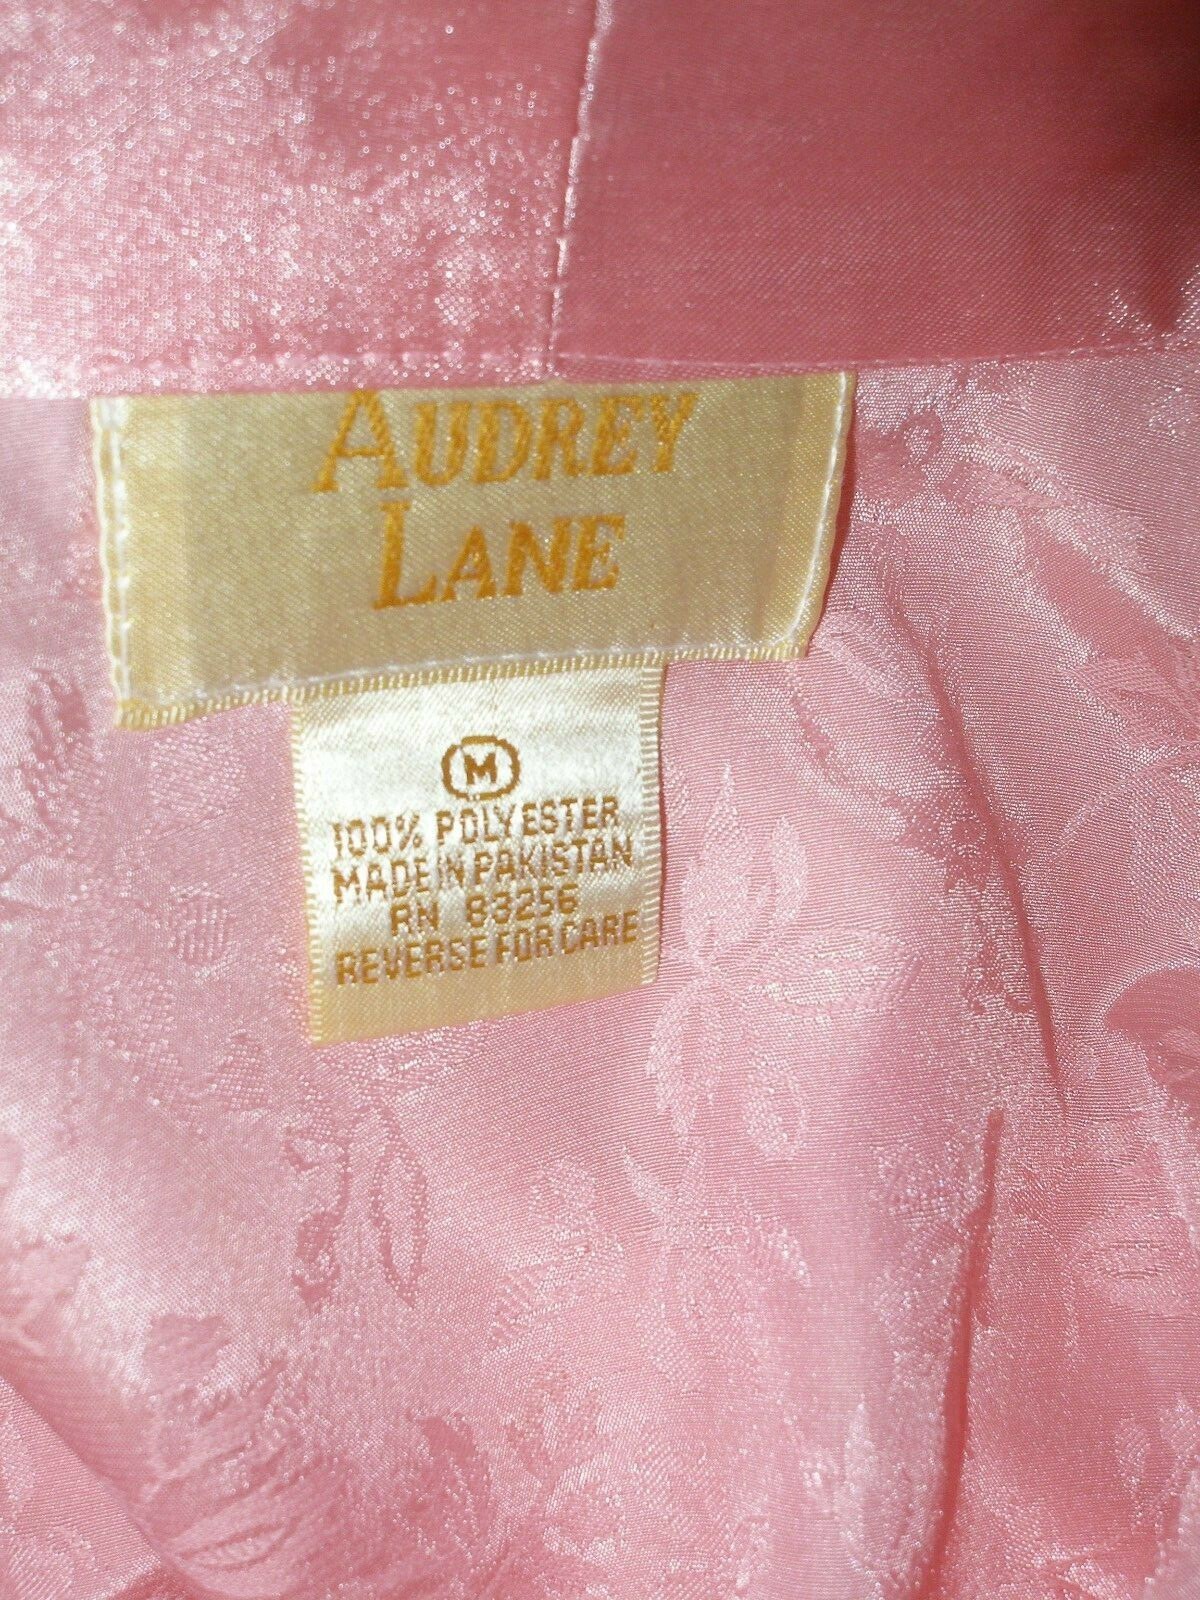 AUDREY
LANE
M
100% POLYESTER
MADE IN PAKISTAN
RN 83256
REVERSE FOR CARE